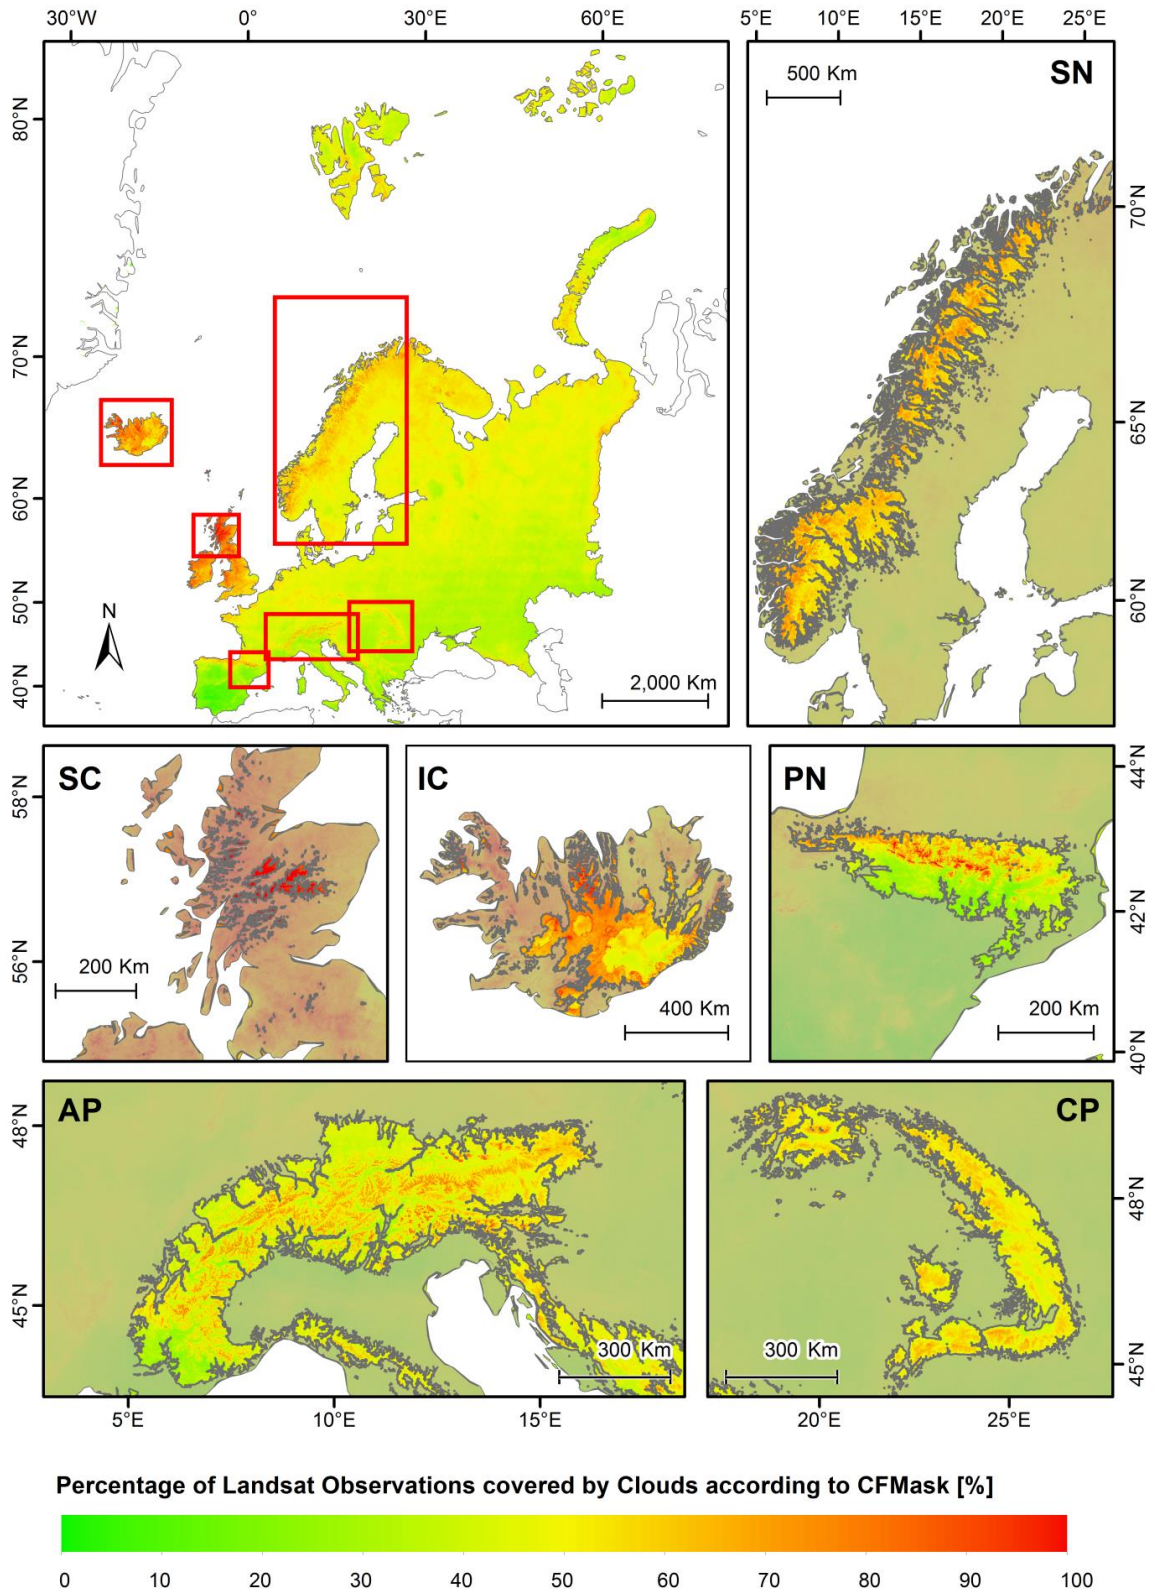 30°W 0° 30°E 60°E 5°E 10°E 15°E 20°E 25°E
80°N
70°N
60°N
50°N
40°N
N
2,000 Km
500 Km
SN
70°N
65°N
60°N
SC
58°N
56°N
200 Km
IC
400 Km
PN
44°N
42°N
40°N
200 Km
AP
48°N
45°N
300 Km
5°E 10°E 15°E
CP
48°N
45°N
300 Km
20°E 25°E
Percentage of Landsat Observations covered by Clouds according to CFMask [%]
0 10 20 30 40 50 60 70 80 90 100